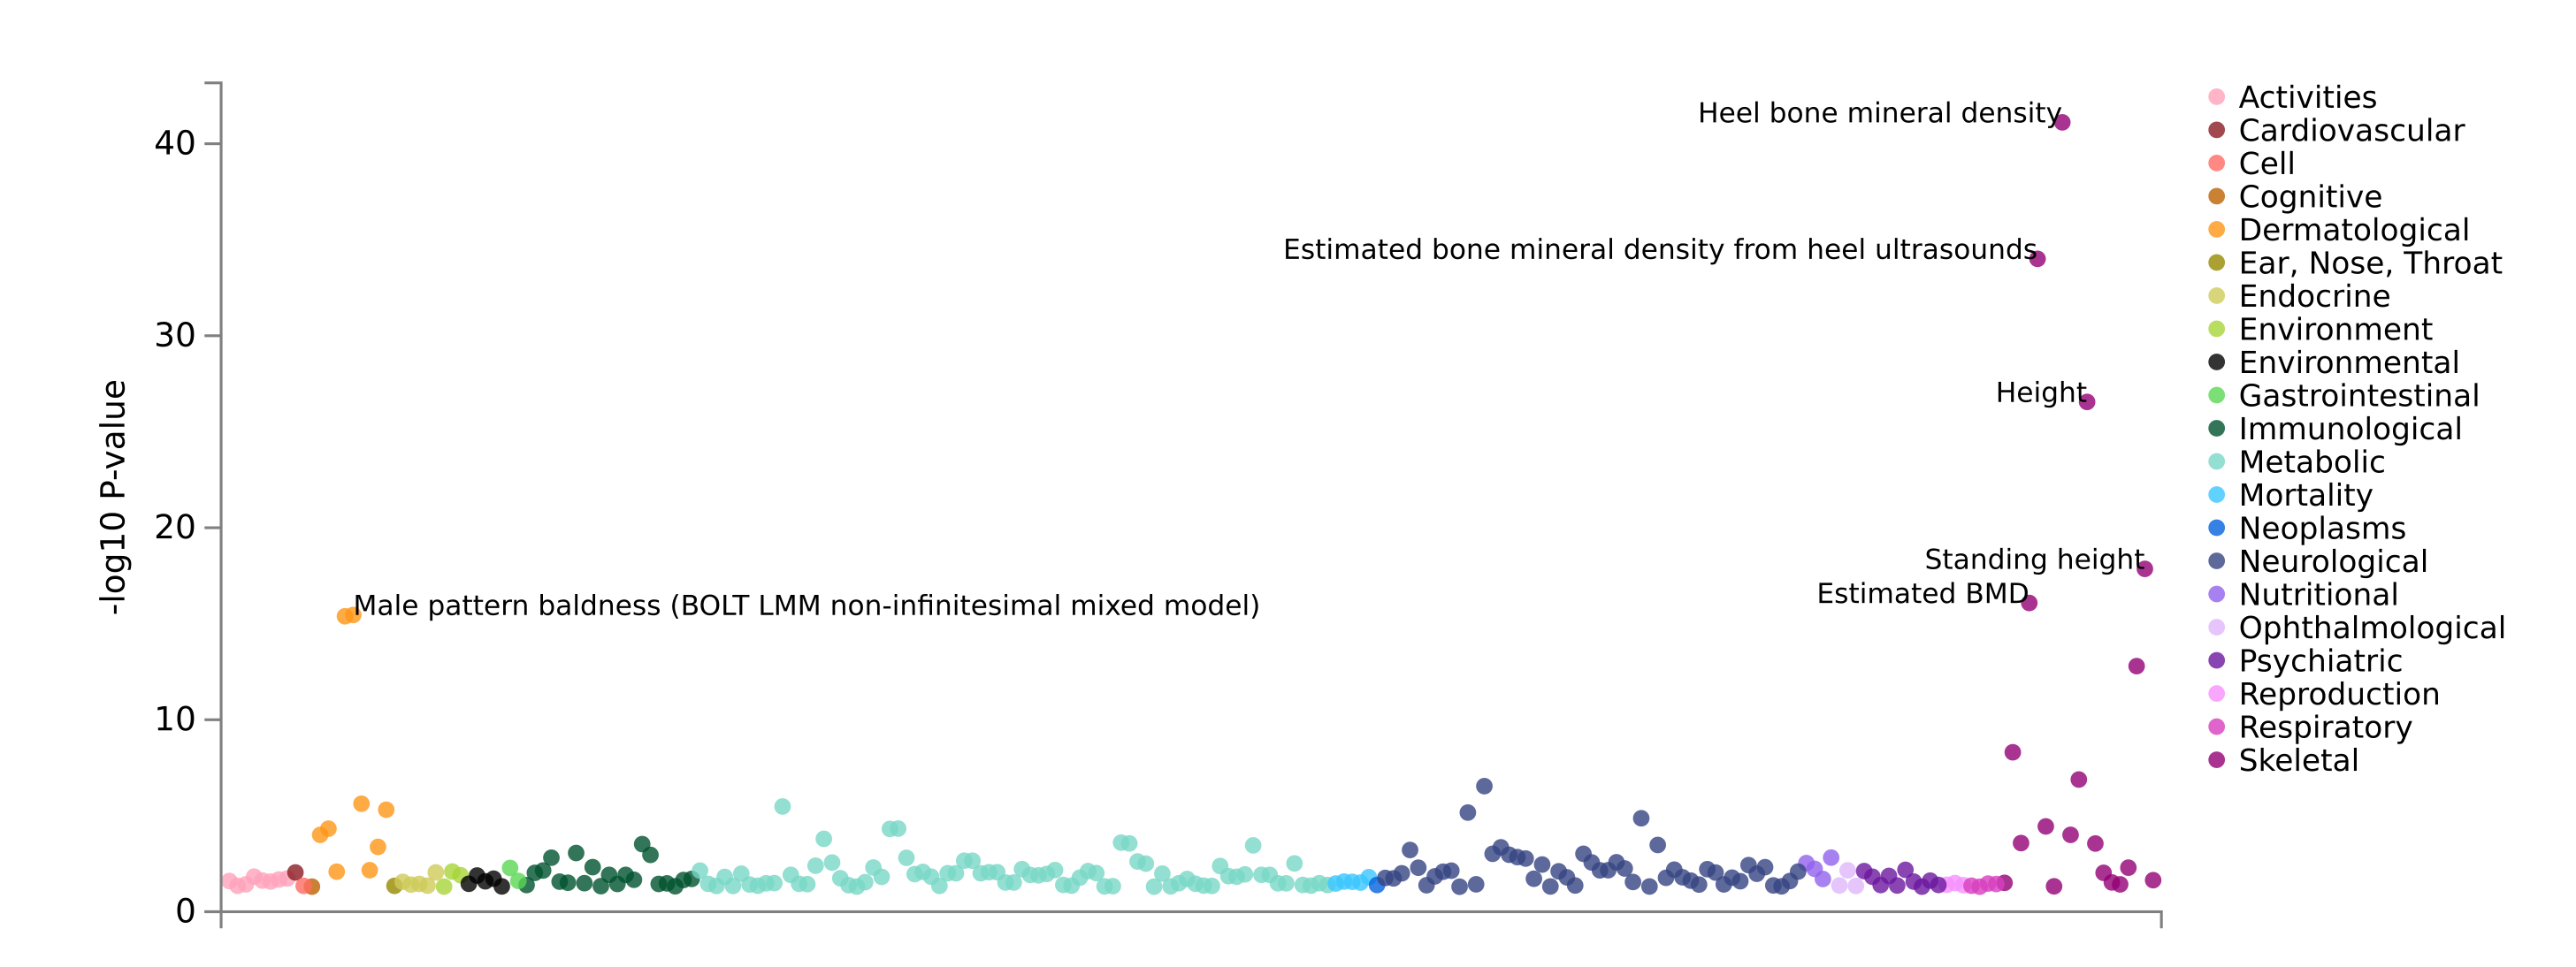 Heel bone mineral density
Estimated bone mineral density from heel ultrasounds
Height
Standing height
Estimated BMD
Male pattern baldness (BOLT LMM non-infinitesimal mixed model)
-log10 P-value
40
30
20
10
0
Activities
Cardiovascular
Cell
Cognitive
Dermatological
Ear, Nose, Throat
Endocrine
Environment
Environmental
Gastrointestinal
Immunological
Metabolic
Mortality
Neoplasms
Neurological
Nutritional
Ophthalmological
Psychiatric
Reproduction
Respiratory
Skeletal